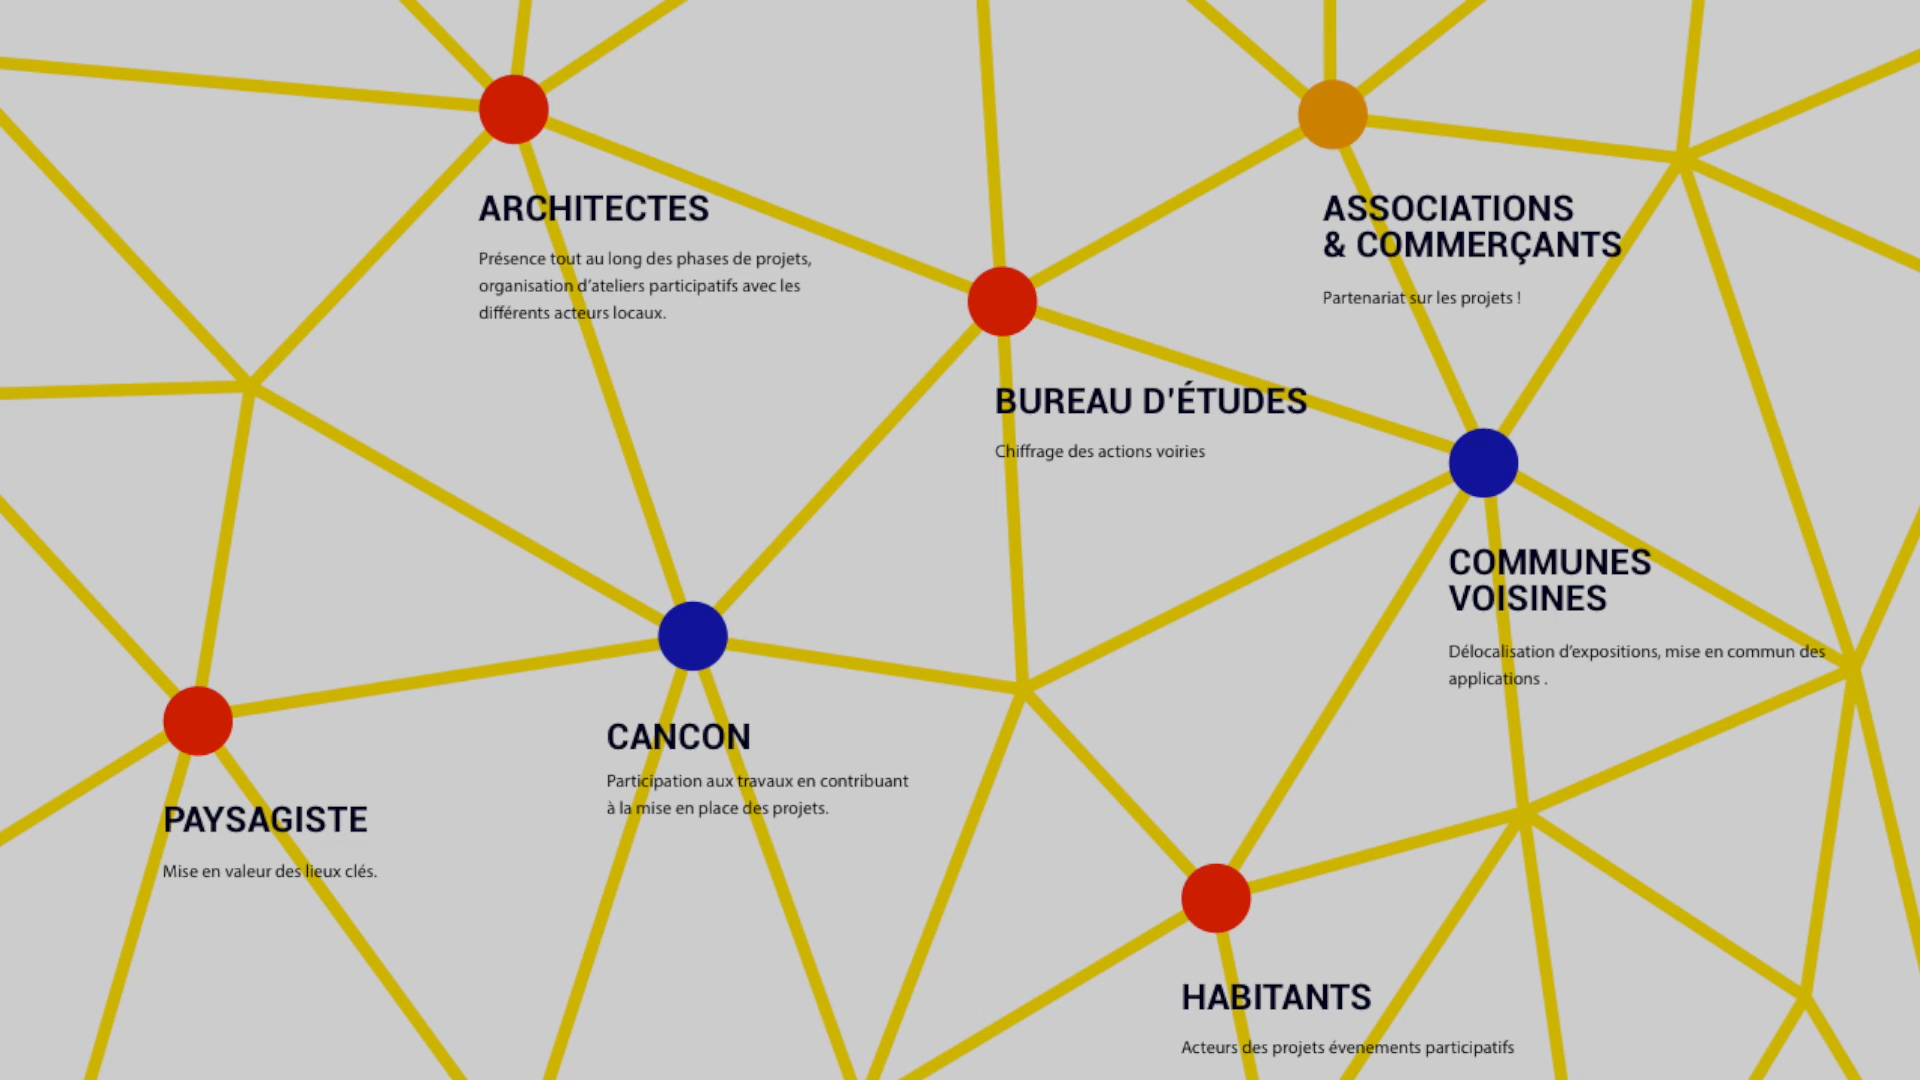 ARCHITECTES
Présence tout au long des phases de projets,
organisation d'ateliers participatifs avec les
différents acteurs locaux.
ASSOCIATIONS
& COMMERÇANTS
Partenariat sur les projets !
BUREAU D'ÉTUDES
Chiffrage des actions voiries
COMMUNES
VOISINES
Délocalisation d'expositions, mise en commun des
applications .
CANCON
Participation aux travaux en contribuant
à la mise en place des projets.
PAYSAGISTE
Mise en valeur des lieux clés.
HABITANTS
Acteurs des projets évenements participatifs